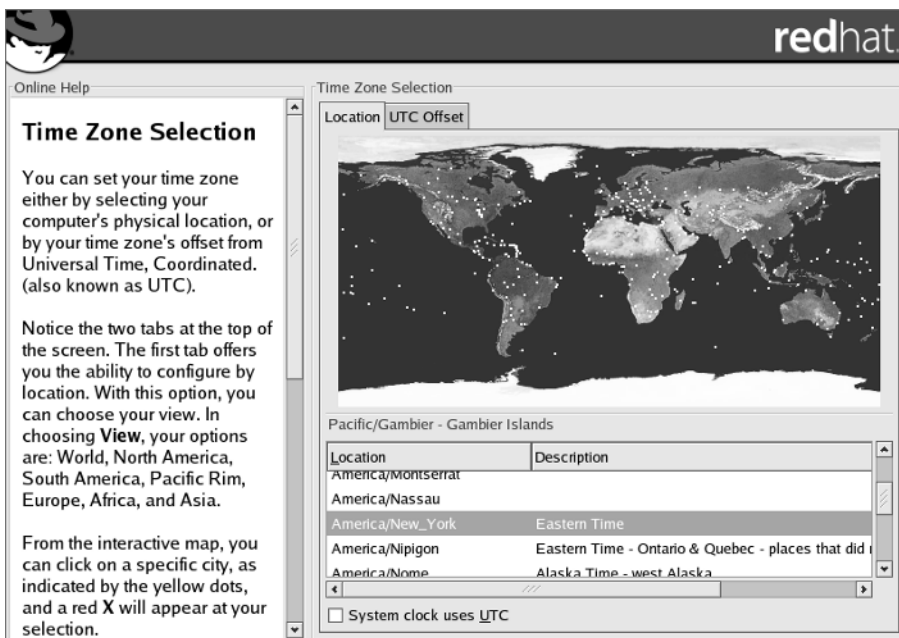 redhat.
Online Help
Time Zone Selection
You can set your time zone
either by selecting your
computer's physical location, or
by your time zone's offset from
Universal Time, Coordinated.
(also known as UTC).
Notice the two tabs at the top of
the screen. The first tab offers
you the ability to configure by
location. With this option, you
can choose your view. In
choosing View, your options
are: World, North America,
South America, Pacific Rim,
Europe, Africa, and Asia.
From the interactive map, you
can click on a specific city, as
indicated by the yellow dots,
and a red X will appear at your
selection.
Time Zone Selection
Location UTC Offset
Pacific/Gambier - Gambier Islands
Location Description
America/Montserrat
America/Nassau
America/New_York Eastern Time
America/Nipigon Eastern Time - Ontario & Quebec - places that did
America/Nome Alaska Time - west Alaska
System clock uses UTC